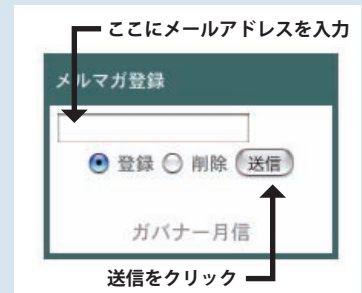 ここにメールアドレスを入力
メルマガ登録
登録 削除 送信
ガバナー月信
送信をクリック